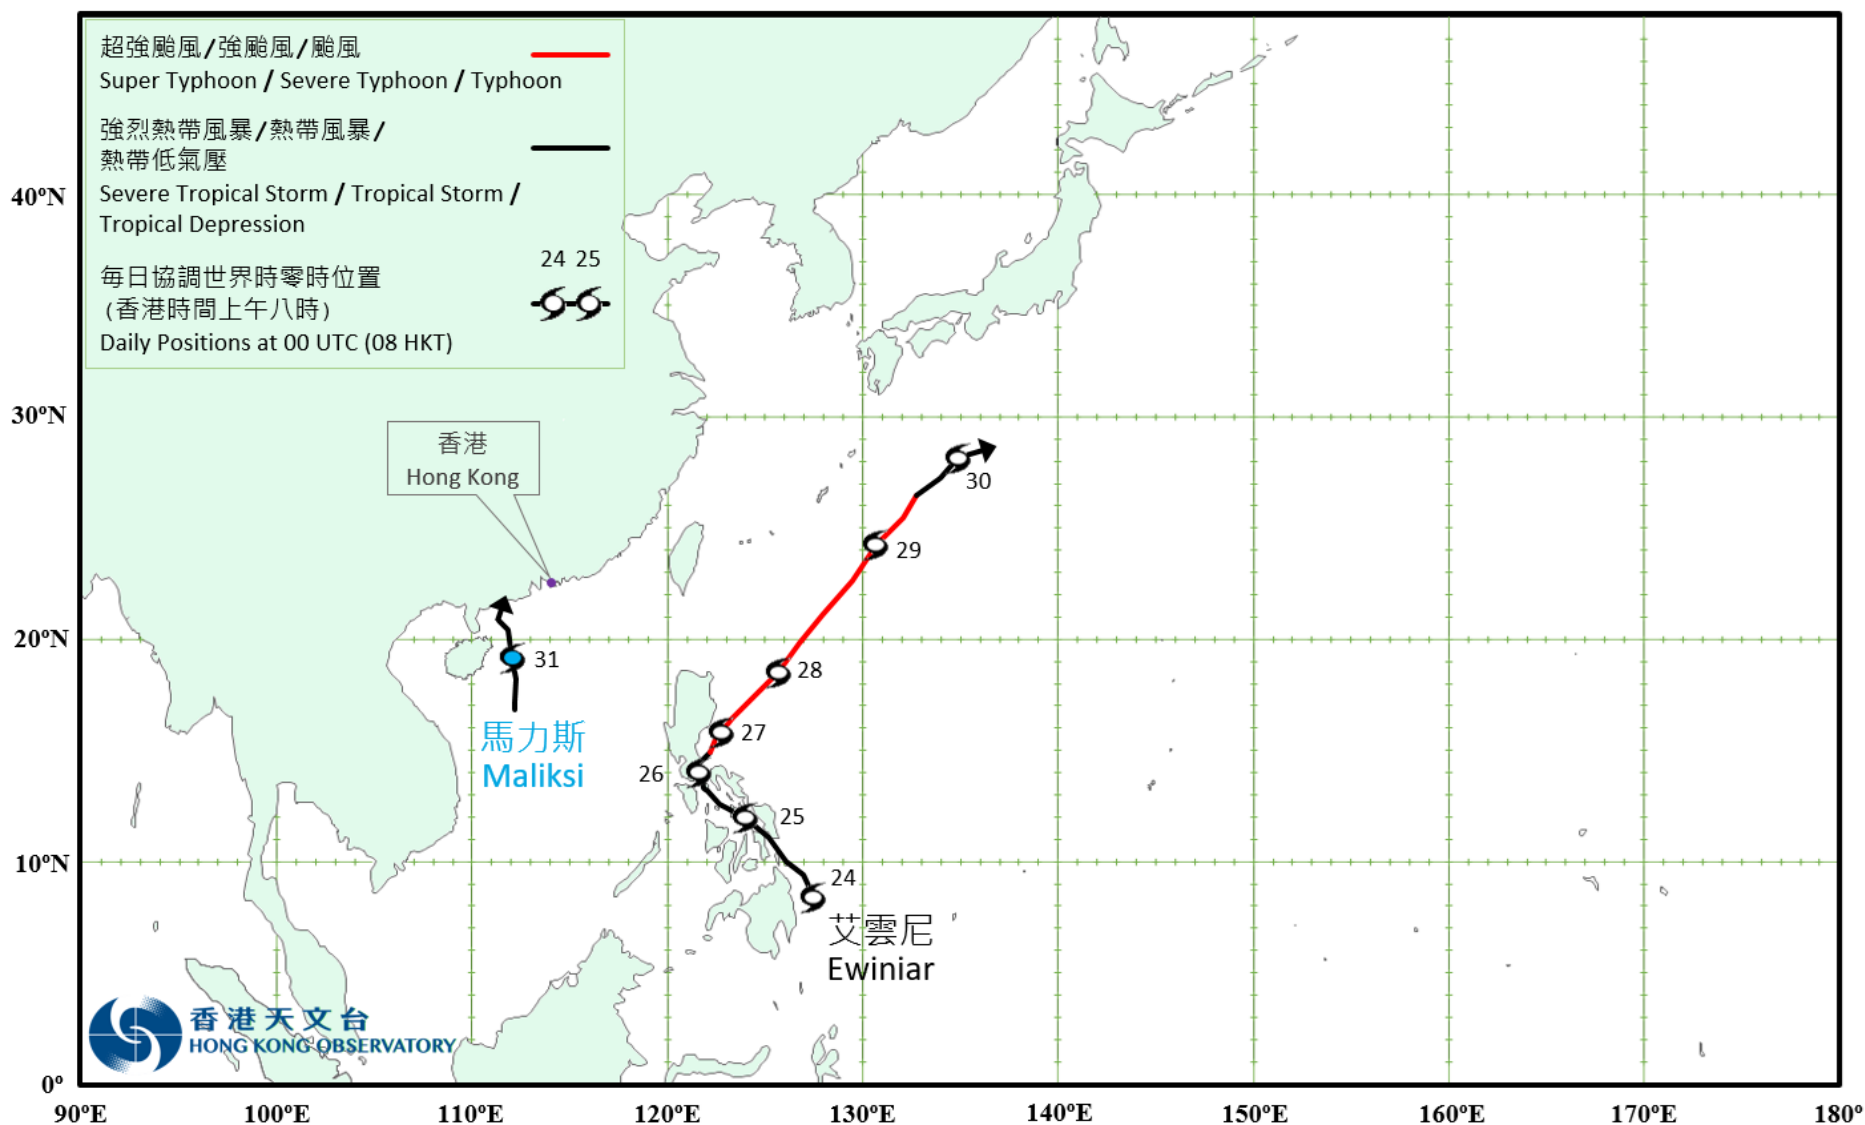 超強颱風/強颱風/颱風
Super Typhoon / Severe Typhoon / Typhoon
強烈熱帶風暴/熱帶風暴/
熱帶低氣壓
Severe Tropical Storm / Tropical Storm /
Tropical Depression
24 25
每日協調世界時零時位置
(香港時間上午八時)
Daily Positions at 00 UTC (08 HKT)
40ºN
30ºN
20ºN
10ºN
0º
香港
Hong Kong
30
29
28
27
26
25
24
31
馬力斯
Maliksi
艾雲尼
Ewiniar
香港天文台
HONG KONG OBSERVATORY
90ºE 100ºE 110ºE 120ºE 130ºE 140ºE 150ºE 160ºE 170ºE 180º